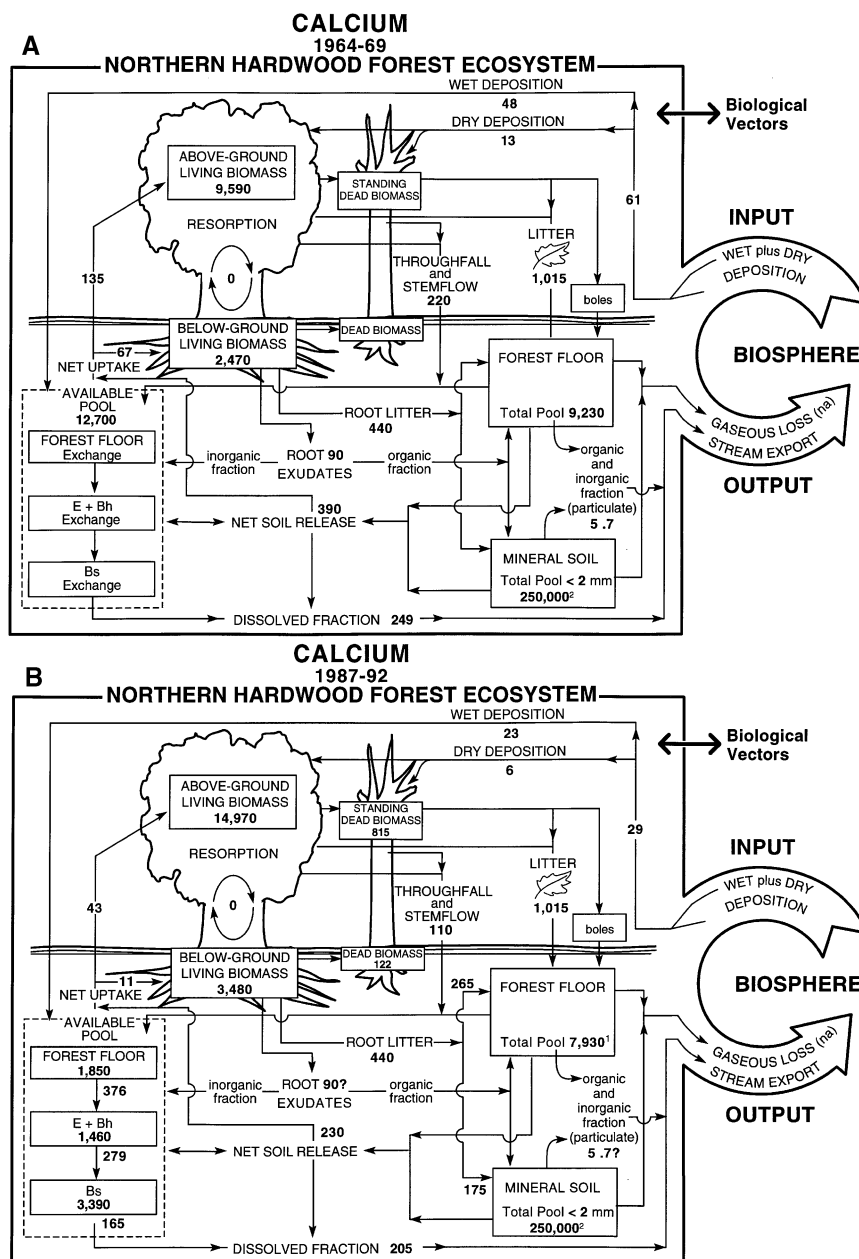 CALCIUM
1964-69
A
NORTHERN HARDWOOD FOREST ECOSYSTEM
WET DEPOSITION
48
DRY DEPOSITION
13
Biological
Vectors
ABOVE-GROUND
LIVING BIOMASS
9,590
STANDING
DEAD BIOMASS
RESORPTION
0
135
61
INPUT
LITTER
1,015
THROUGHFALL
and
STEMFLOW
220
WET plus DRY
DEPOSITION
boles
BELOW-GROUND
LIVING BIOMASS
2,470
DEAD BIOMASS
67
NET UPTAKE
FOREST FLOOR
Total Pool 9,230
BIOSPHERE
AVAILABLE
POOL
12,700
FOREST FLOOR
Exchange
E + Bh
Exchange
Bs
Exchange
ROOT LITTER
440
inorganic
fraction
ROOT 90
EXUDATES
organic
fraction
390
NET SOIL RELEASE
organic
and
inorganic
fraction
(particulate)
5 .7
GASEOUS LOSS (na)
STREAM EXPORT
OUTPUT
MINERAL SOIL
Total Pool < 2 mm
250,000²
DISSOLVED FRACTION 249
CALCIUM
1987-92
B
NORTHERN HARDWOOD FOREST ECOSYSTEM
WET DEPOSITION
23
DRY DEPOSITION
6
Biological
Vectors
ABOVE-GROUND
LIVING BIOMASS
14,970
STANDING
DEAD BIOMASS
815
RESORPTION
0
43
29
INPUT
LITTER
1,015
THROUGHFALL
and
STEMFLOW
110
WET plus DRY
DEPOSITION
boles
BELOW-GROUND
LIVING BIOMASS
3,480
DEAD BIOMASS
122
11
NET UPTAKE
265
FOREST FLOOR
Total Pool 7,930¹
BIOSPHERE
AVAILABLE
POOL
FOREST FLOOR
1,850
376
E + Bh
1,460
279
Bs
3,390
165
ROOT LITTER
440
inorganic
fraction
ROOT 90?
EXUDATES
organic
fraction
230
NET SOIL RELEASE
175
organic
and
inorganic
fraction
(particulate)
5 .7?
GASEOUS LOSS (na)
STREAM EXPORT
OUTPUT
MINERAL SOIL
Total Pool < 2 mm
250,000²
DISSOLVED FRACTION 205